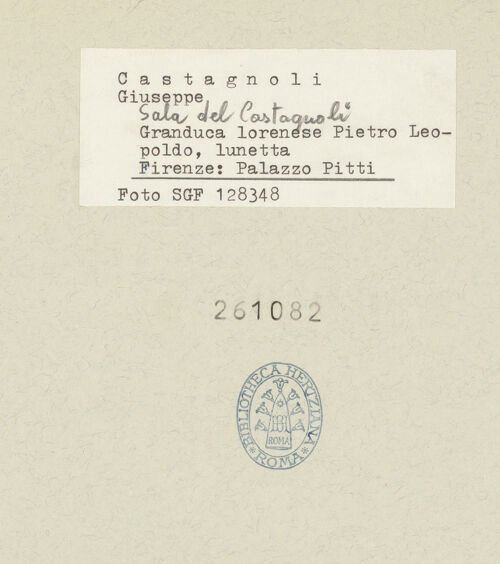 Castagnoli
Giuseppe
Sala del Castagnoli
Granduca lorenese Pietro Leo-
poldo, lunetta
Firenze: Palazzo Pitti
Foto SGF 128348
261082
BIBLIOTHECA HERTZIANA
ROMA
* ROMA *